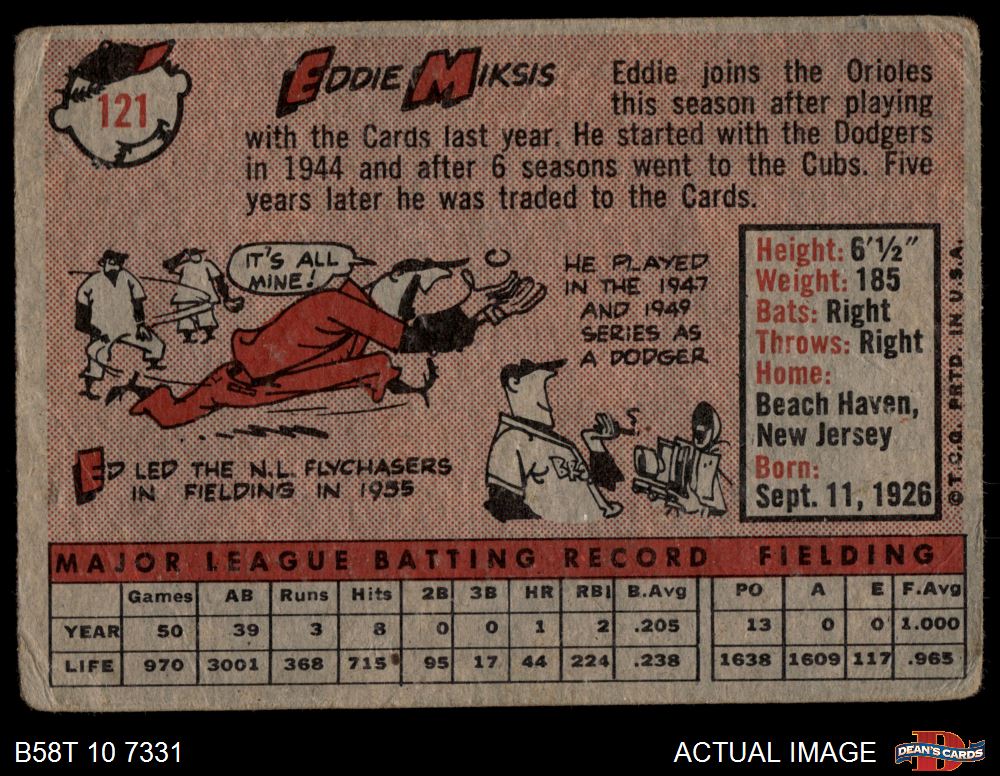 121
EDDIE MIKSIS
Eddie joins the Orioles
this season after playing
with the Cards last year. He started with the Dodgers
in 1944 and after 6 seasons went to the Cubs. Five
years later he was traded to the Cards.
IT'S ALL
MINE!
HE PLAYED
IN THE 1947
AND 1949
SERIES AS
A DODGER
ED LED THE N.L FLYCHASERS
IN FIELDING IN 1955
Height: 6'½"
Weight: 185
Bats: Right
Throws: Right
Home:
Beach Haven,
New Jersey
Born:
Sept. 11, 1926
© T.C.G. PRTD. IN U.S.A.
MAJOR LEAGUE BATTING RECORD FIELDING
Games AB Runs Hits 2B 3B HR RBI B.Avg PO A E F.Avg
YEAR 50 39 3 8 0 0 1 2 .205 13 0 0 1.000
LIFE 970 3001 368 715 95 17 44 224 .238 1638 1609 117 .965
B58T 10 7331
ACTUAL IMAGE
DEAN'S CARDS